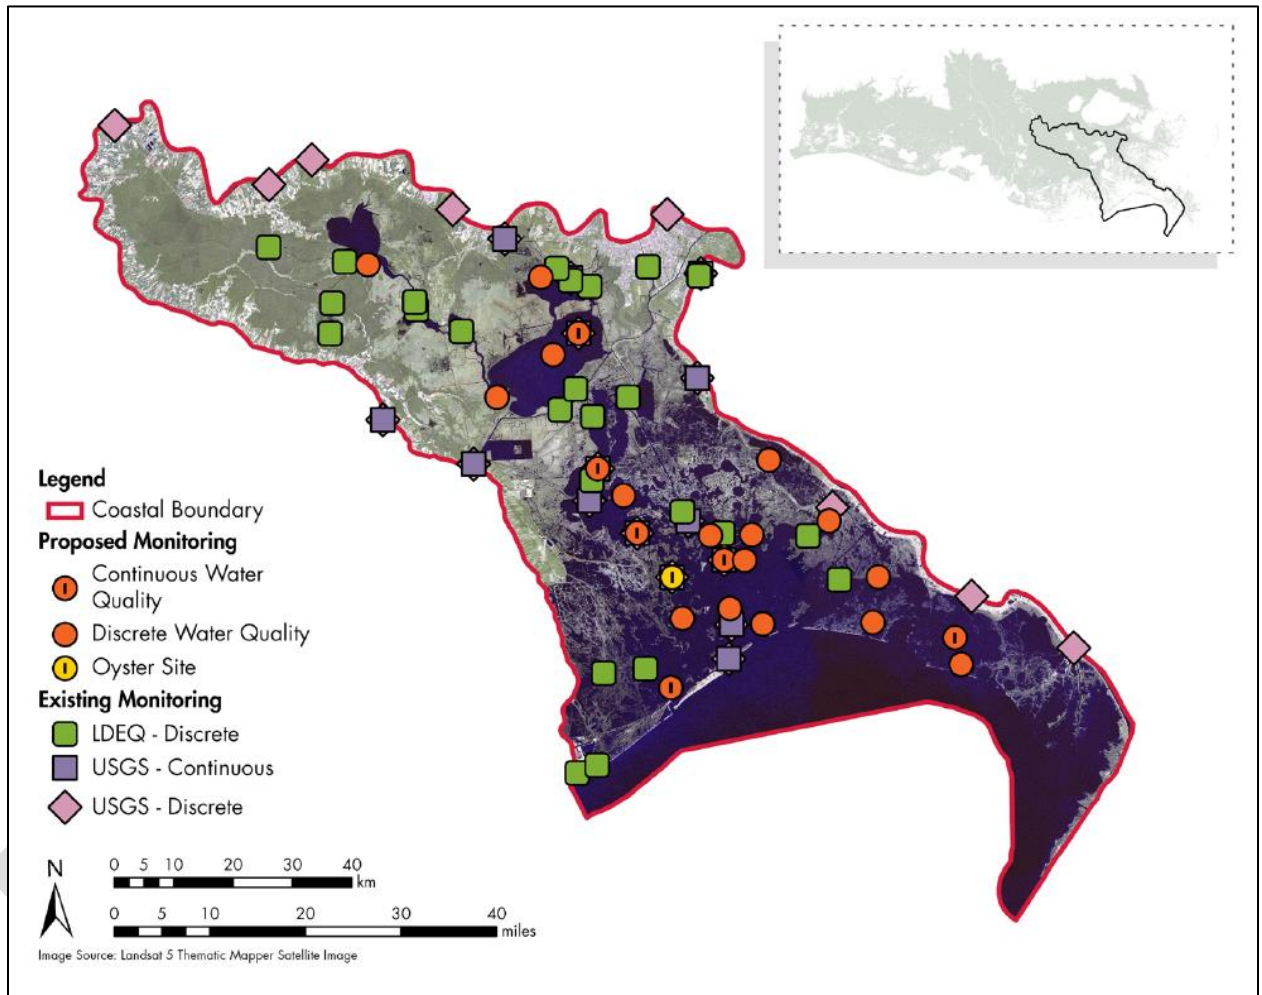 Legend
Coastal Boundary
Proposed Monitoring
Continuous Water
Quality
Discrete Water Quality
Oyster Site
Existing Monitoring
LDEQ - Discrete
USGS - Continuous
USGS - Discrete
N
0 5 10 20 30 40
km
0 5 10 20 30 40
miles
Image Source: Landsat 5 Thematic Mapper Satellite Image